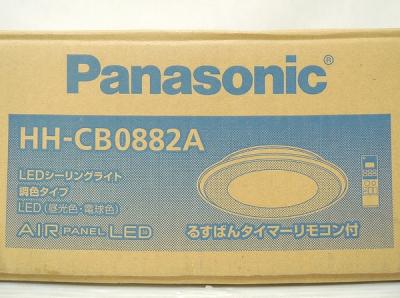 Panasonic®
HH-CB0882A
LEDシーリングライト
調色タイプ
LED（昼光色・電球色）
AIR PANEL LED
るすばんタイマーリモコン付